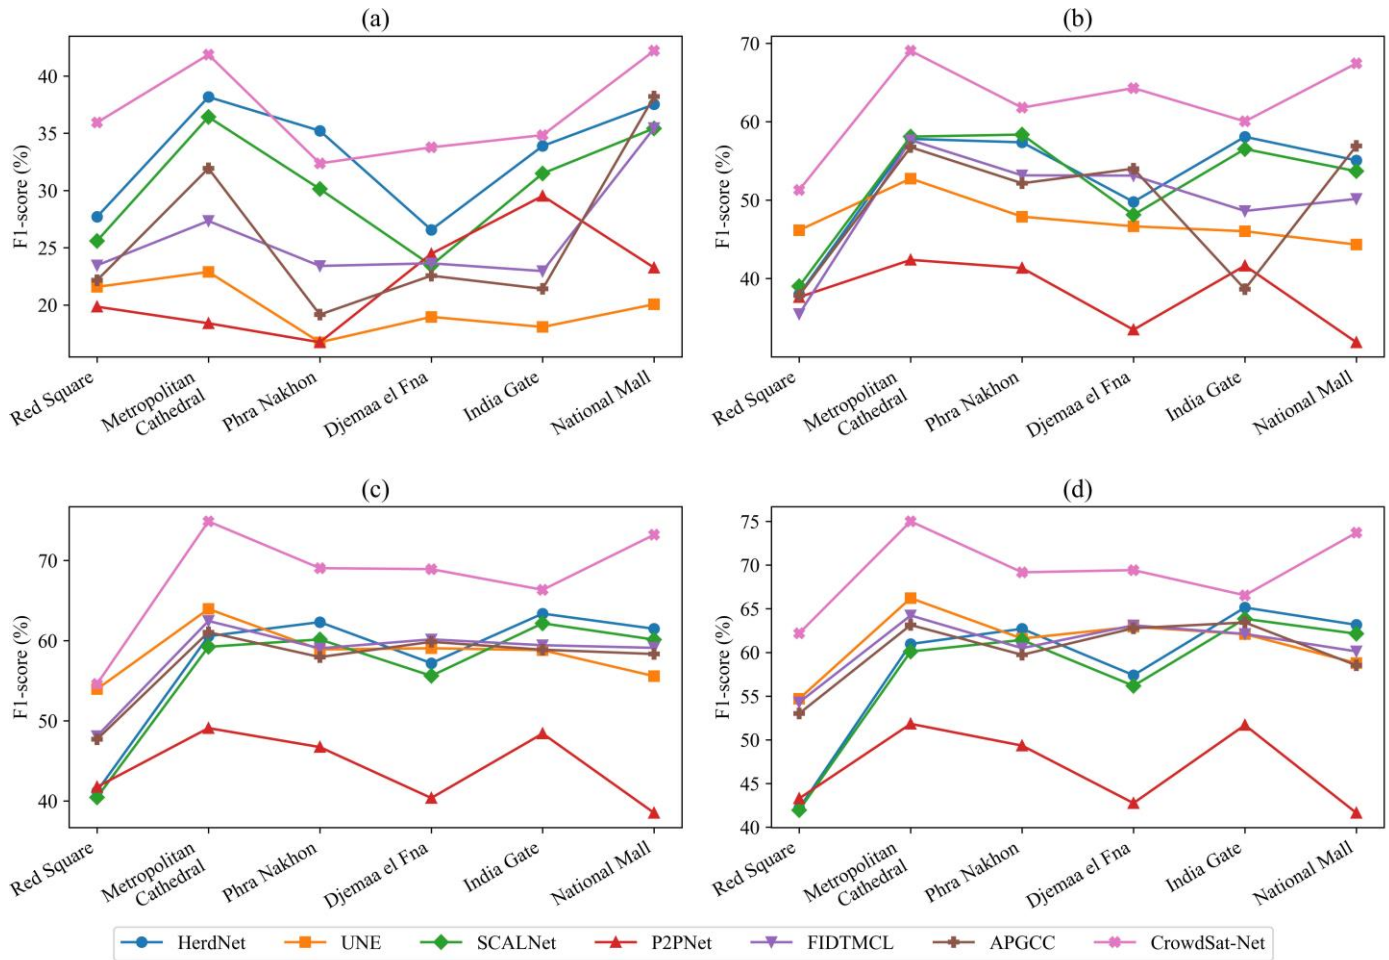 (a)
(b)
F1-score (%)
40
35
30
25
20
F1-score (%)
70
60
50
40
Red Square
Metropolitan
Cathedral
Phra Nakhon
Djemaa el Fna
India Gate
National Mall
Red Square
Metropolitan
Cathedral
Phra Nakhon
Djemaa el Fna
India Gate
National Mall
(c)
(d)
F1-score (%)
70
60
50
40
F1-score (%)
75
70
65
60
55
50
45
40
Red Square
Metropolitan
Cathedral
Phra Nakhon
Djemaa el Fna
India Gate
National Mall
Red Square
Metropolitan
Cathedral
Phra Nakhon
Djemaa el Fna
India Gate
National Mall
HerdNet UNE SCALNet P2PNet FIDTMCL APGCC CrowdSat-Net